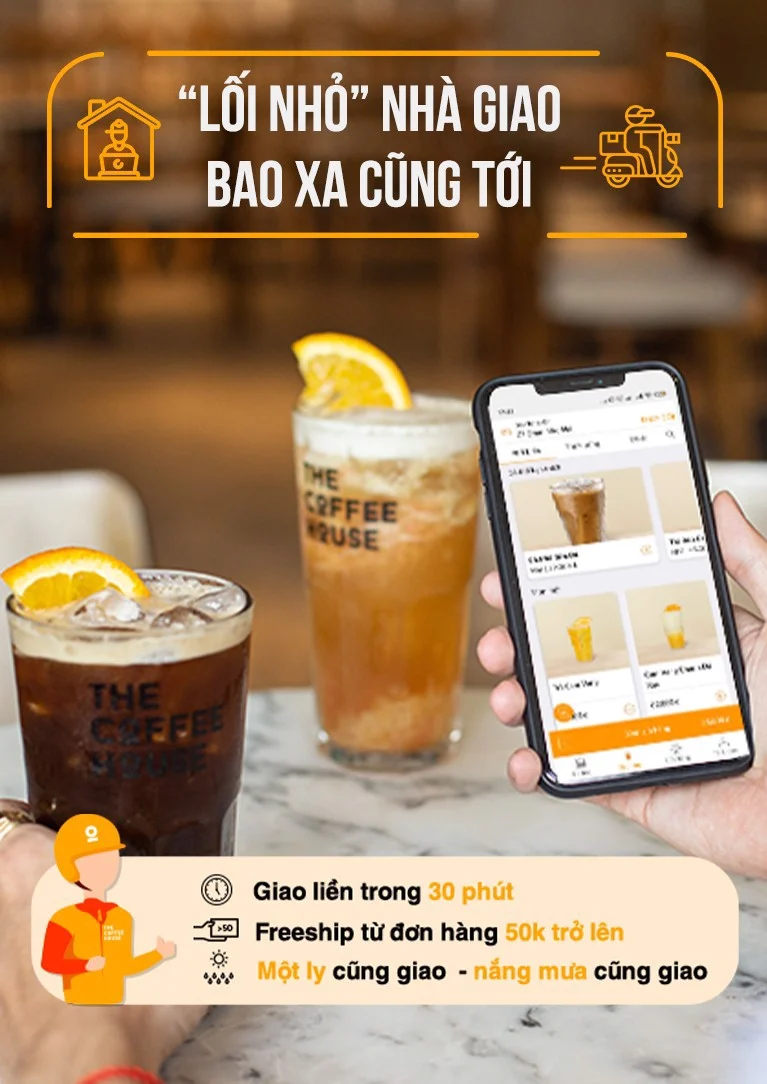 “LỐI NHỎ” NHÀ GIAO
BAO XA CŨNG TỚI
THE
COFFEE
HOUSE
THE
COFFEE
HOUSE
THE
COFFEE
HOUSE
Giao liền trong 30 phút
>50
Freeship từ đơn hàng 50k trở lên
Một ly cũng giao - nắng mưa cũng giao